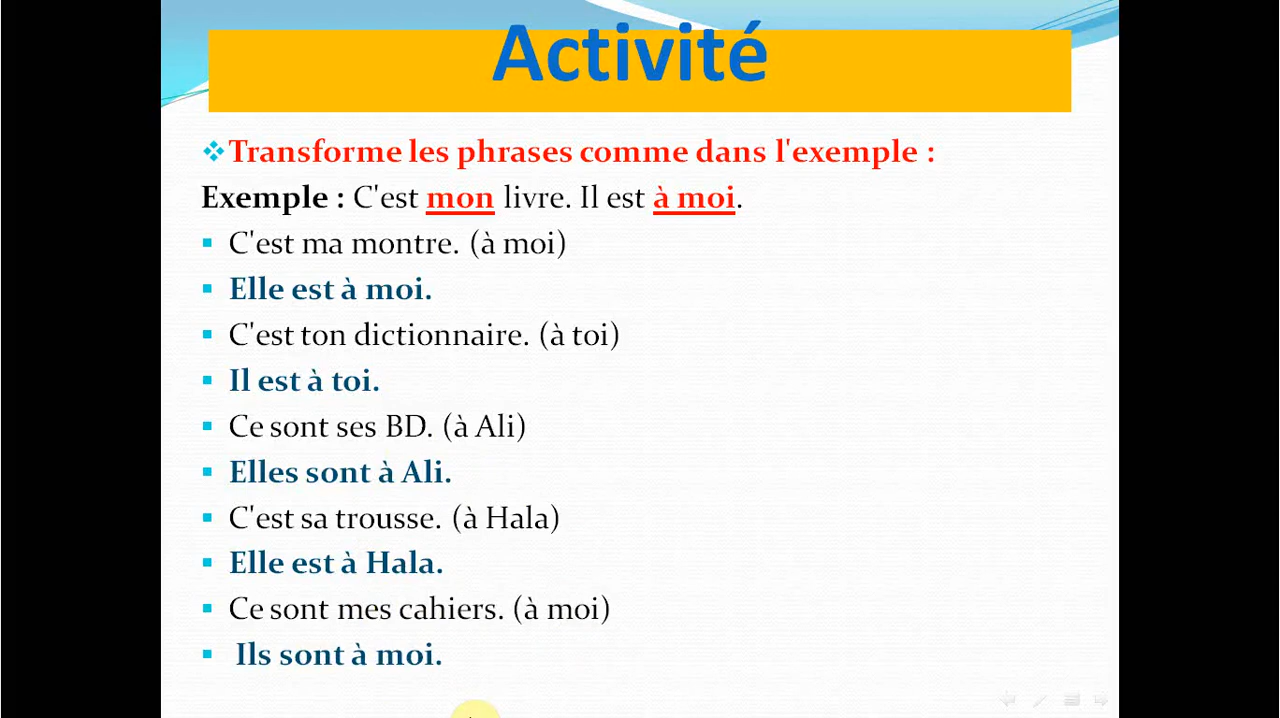 Activité
Transforme les phrases comme dans l'exemple :
Exemple : C'est mon livre. Il est à moi.
C'est ma montre. (à moi)
Elle est à moi.
C'est ton dictionnaire. (à toi)
Il est à toi.
Ce sont ses BD. (à Ali)
Elles sont à Ali.
C'est sa trousse. (à Hala)
Elle est à Hala.
Ce sont mes cahiers. (à moi)
Ils sont à moi.